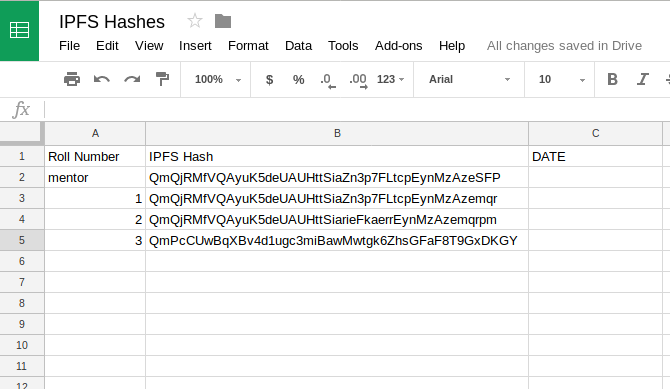 IPFS Hashes
File Edit View Insert Format Data Tools Add-ons Help All changes saved in Drive
100% $ % .0 .00 123 Arial 10 B I
fx
A B C
1 Roll Number IPFS Hash DATE
2 mentor QmQjRMfVQAyuK5deUAUHttSiaZn3p7FLtcpEynMzAzeSFP
3 1 QmQjRMfVQAyuK5deUAUHttSiaZn3p7FLtcpEynMzAzemqr
4 2 QmQjRMfVQAyuK5deUAUHttSiarieFkaerrEynMzAzemqrpm
5 3 QmPcCUwBqXBv4d1ugc3miBawMwtgk6ZhsGFaF8T9GxDKGY
6
7
8
9
10
11
12